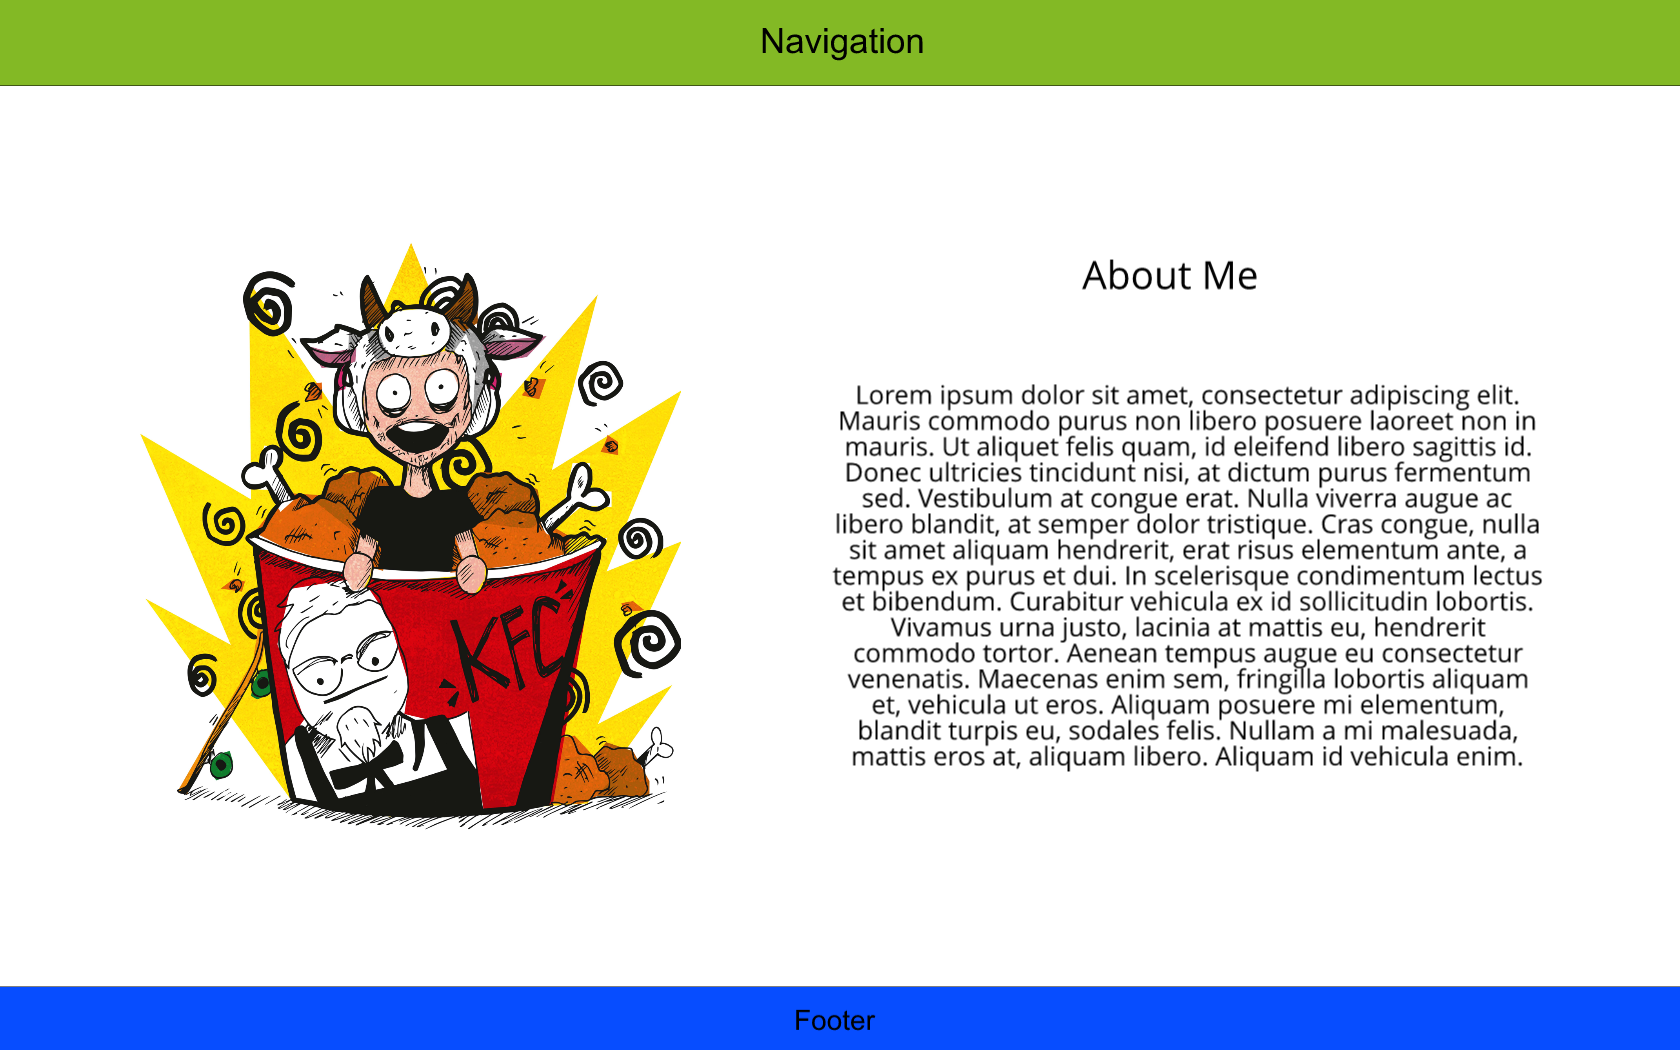 Navigation
About Me
KFC
Lorem ipsum dolor sit amet, consectetur adipiscing elit.
Mauris commodo purus non libero posuere laoreet non in
mauris. Ut aliquet felis quam, id eleifend libero sagittis id.
Donec ultricies tincidunt nisi, at dictum purus fermentum
sed. Vestibulum at congue erat. Nulla viverra augue ac
libero blandit, at semper dolor tristique. Cras congue, nulla
sit amet aliquam hendrerit, erat risus elementum ante, a
tempus ex purus et dui. In scelerisque condimentum lectus
et bibendum. Curabitur vehicula ex id sollicitudin lobortis.
Vivamus urna justo, lacinia at mattis eu, hendrerit
commodo tortor. Aenean tempus augue eu consectetur
venenatis. Maecenas enim sem, fringilla lobortis aliquam
et, vehicula ut eros. Aliquam posuere mi elementum,
blandit turpis eu, sodales felis. Nullam a mi malesuada,
mattis eros at, aliquam libero. Aliquam id vehicula enim.
Footer